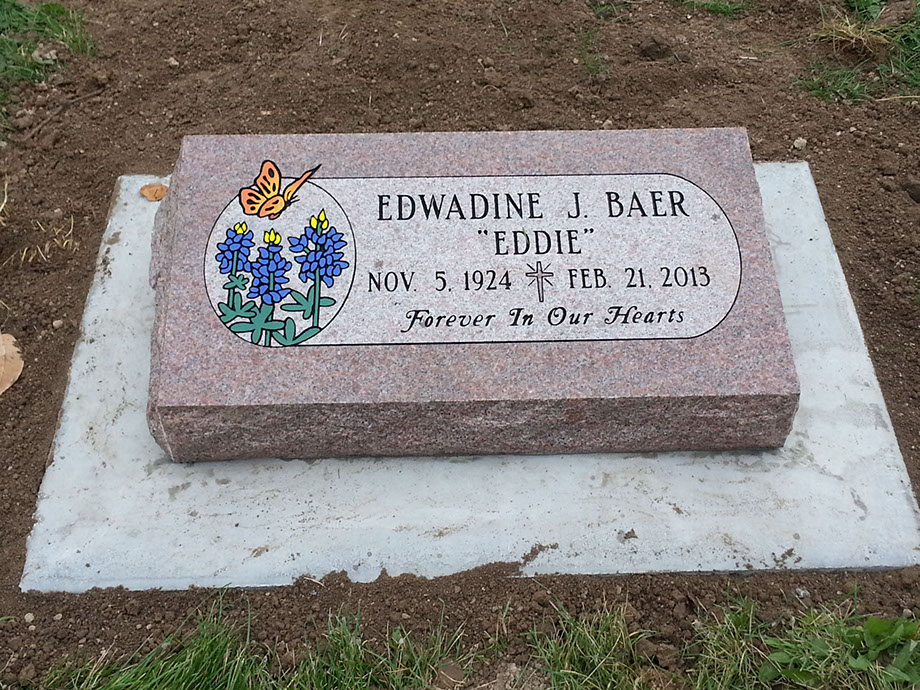 EDWADINE J. BAER
"EDDIE"
NOV. 5, 1924 FEB. 21, 2013
Forever In Our Hearts